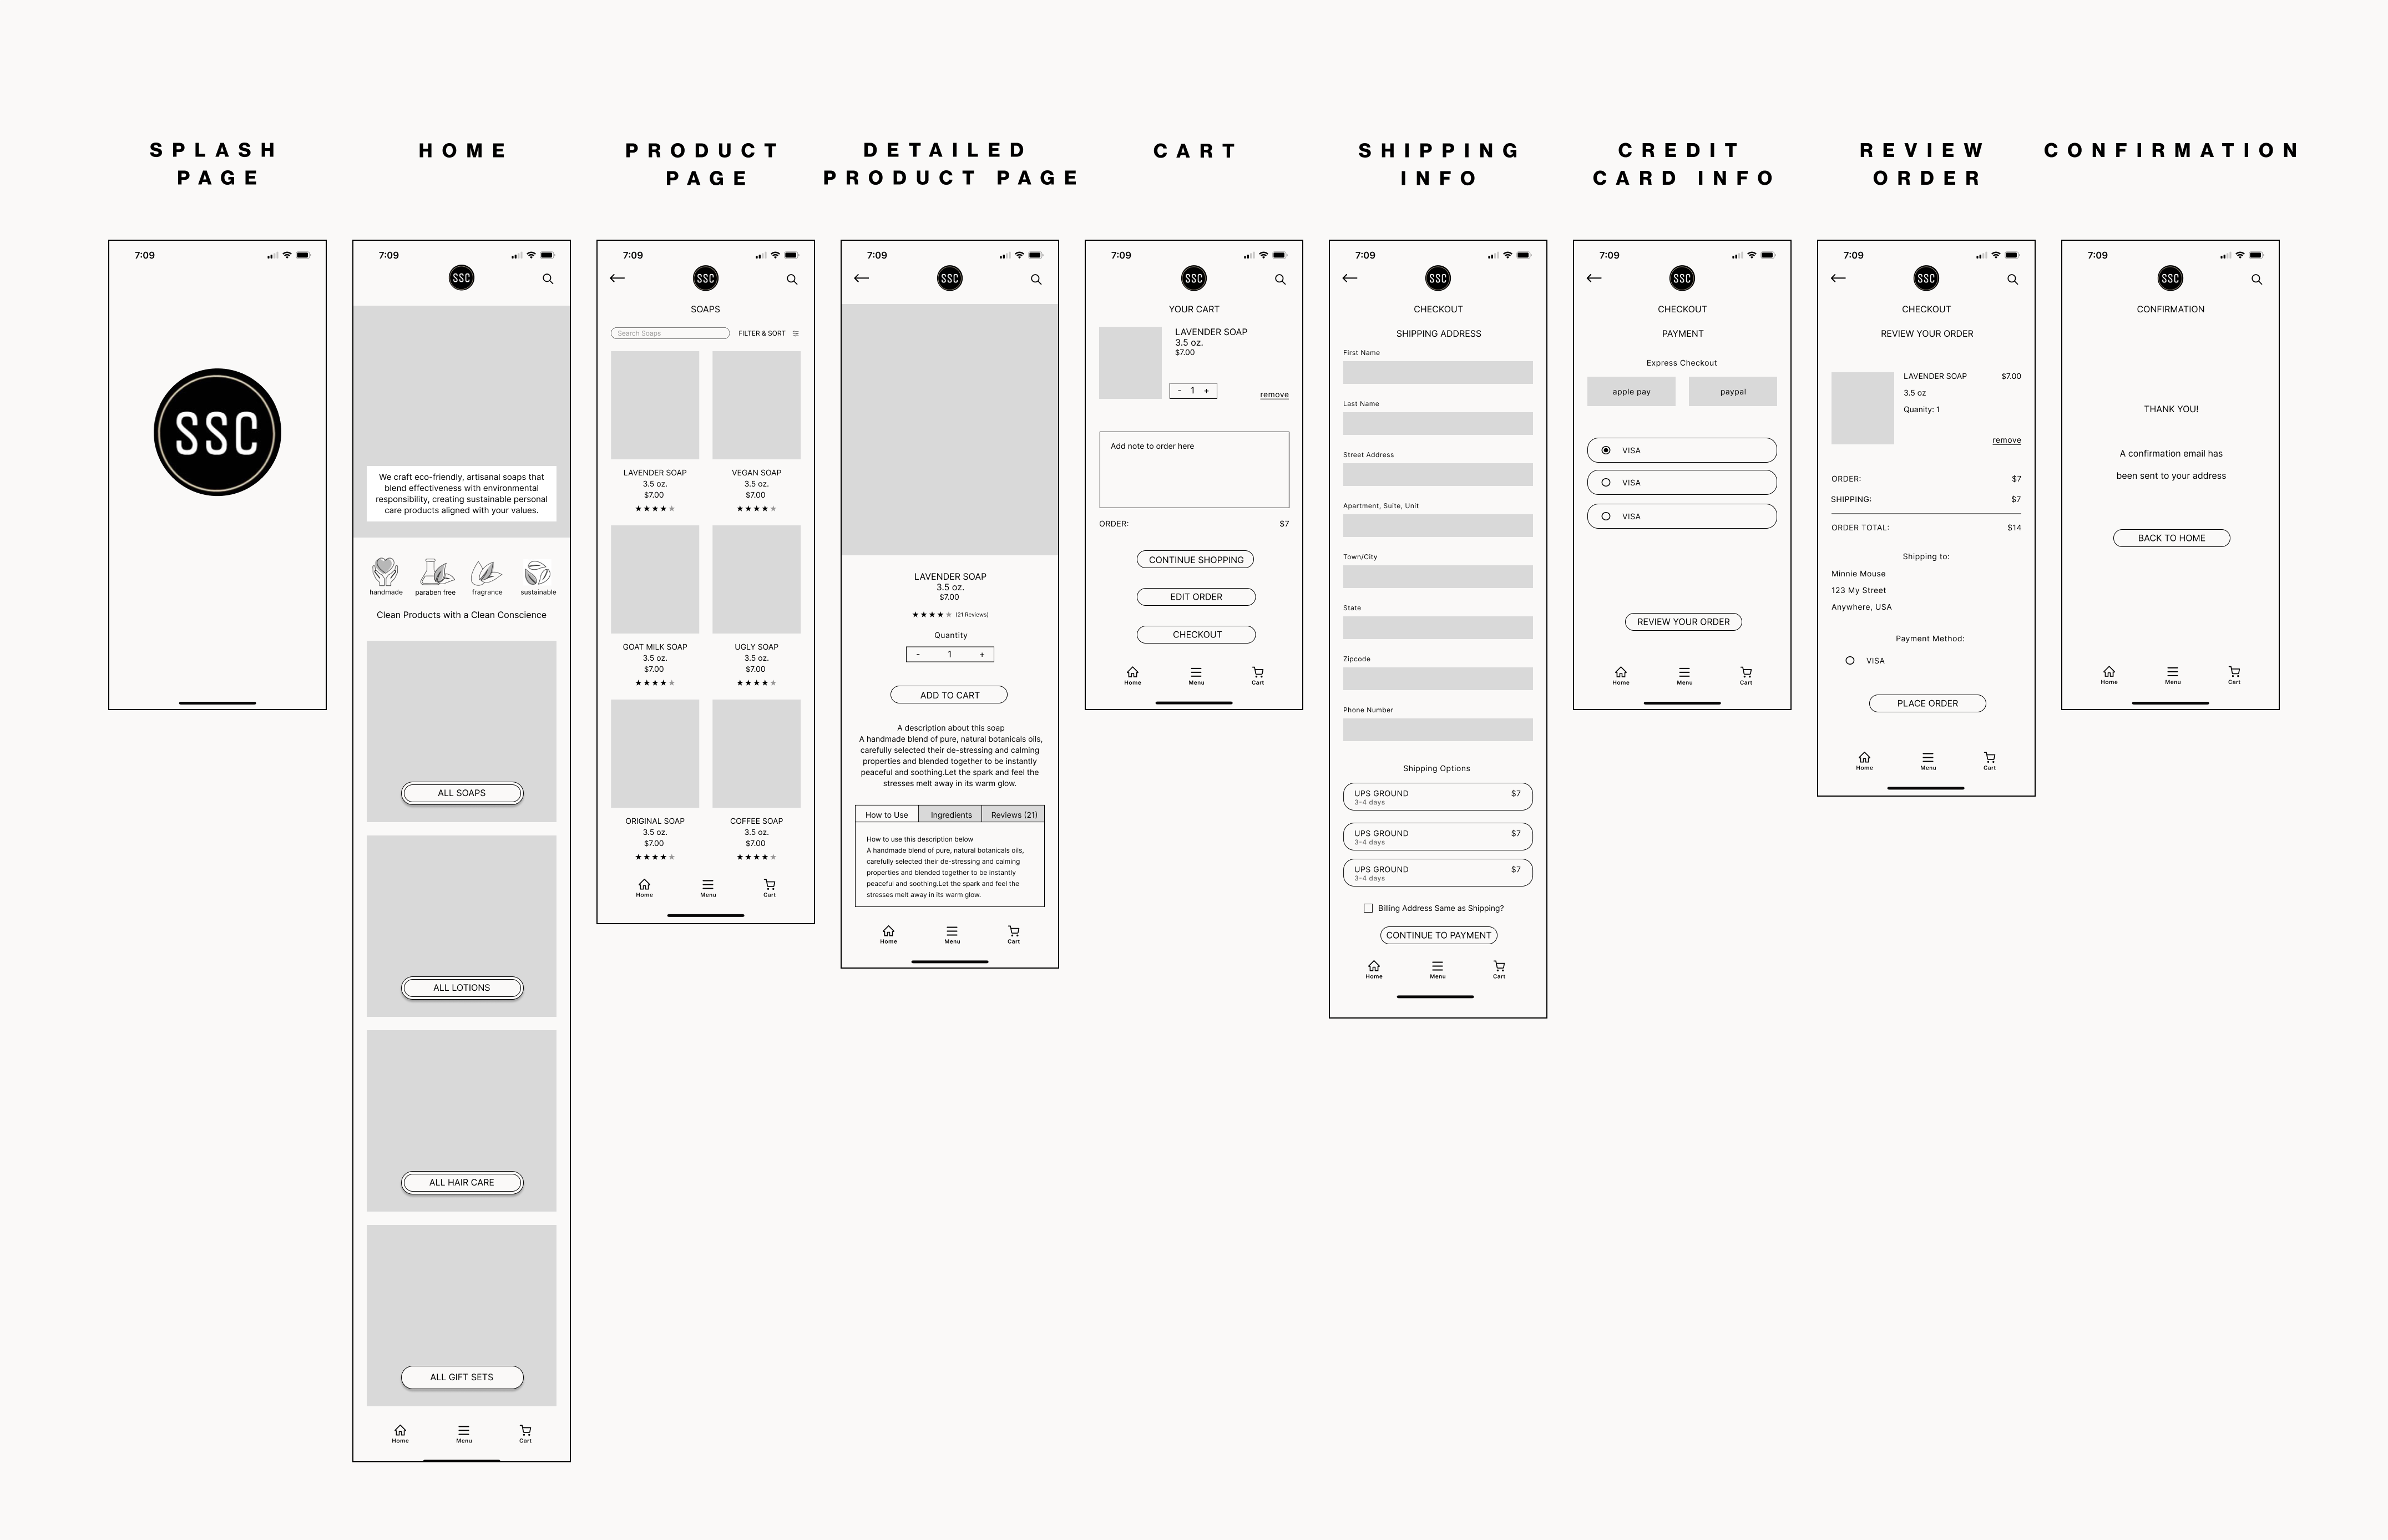 SPLASH
PAGE
HOME
PRODUCT
PAGE
DETAILED
PRODUCT PAGE
CART
SHIPPING
INFO
CREDIT
CARD INFO
REVIEW
ORDER
CONFIRMATION
7:09
SSC
7:09
SSC
We craft eco-friendly, artisanal soaps that
blend effectiveness with environmental
responsibility, creating sustainable personal
care products aligned with your values.
handmade paraben free fragrance sustainable
Clean Products with a Clean Conscience
ALL SOAPS
ALL LOTIONS
ALL HAIR CARE
ALL GIFT SETS
Home Menu Cart
7:09
SSC
SOAPS
Search Soaps FILTER & SORT
LAVENDER SOAP VEGAN SOAP
3.5 oz. 3.5 oz.
$7.00 $7.00
GOAT MILK SOAP UGLY SOAP
3.5 oz. 3.5 oz.
$7.00 $7.00
ORIGINAL SOAP COFFEE SOAP
3.5 oz. 3.5 oz.
$7.00 $7.00
Home Menu Cart
7:09
SSC
LAVENDER SOAP
3.5 oz.
$7.00
(21 Reviews)
Quantity
- 1 +
ADD TO CART
A description about this soap
A handmade blend of pure, natural botanicals oils,
carefully selected their de-stressing and calming
properties and blended together to be instantly
peaceful and soothing.Let the spark and feel the
stresses melt away in its warm glow.
How to Use Ingredients Reviews (21)
How to use this description below
A handmade blend of pure, natural botanicals oils,
carefully selected their de-stressing and calming
properties and blended together to be instantly
peaceful and soothing.Let the spark and feel the
stresses melt away in its warm glow.
Home Menu Cart
7:09
SSC
YOUR CART
LAVENDER SOAP
3.5 oz.
$7.00
- 1 +
remove
Add note to order here
ORDER: $7
CONTINUE SHOPPING
EDIT ORDER
CHECKOUT
Home Menu Cart
7:09
SSC
CHECKOUT
SHIPPING ADDRESS
First Name
Last Name
Street Address
Apartment, Suite, Unit
Town/City
State
Zipcode
Phone Number
Shipping Options
UPS GROUND $7
3-4 days
UPS GROUND $7
3-4 days
UPS GROUND $7
3-4 days
Billing Address Same as Shipping?
CONTINUE TO PAYMENT
Home Menu Cart
7:09
SSC
CHECKOUT
PAYMENT
Express Checkout
apple pay paypal
VISA
VISA
VISA
REVIEW YOUR ORDER
Home Menu Cart
7:09
SSC
CHECKOUT
REVIEW YOUR ORDER
LAVENDER SOAP $7.00
3.5 oz
Quanity: 1
remove
ORDER: $7
SHIPPING: $7
ORDER TOTAL: $14
Shipping to:
Minnie Mouse
123 My Street
Anywhere, USA
Payment Method:
VISA
PLACE ORDER
Home Menu Cart
7:09
SSC
CONFIRMATION
THANK YOU!
A confirmation email has
been sent to your address
BACK TO HOME
Home Menu Cart